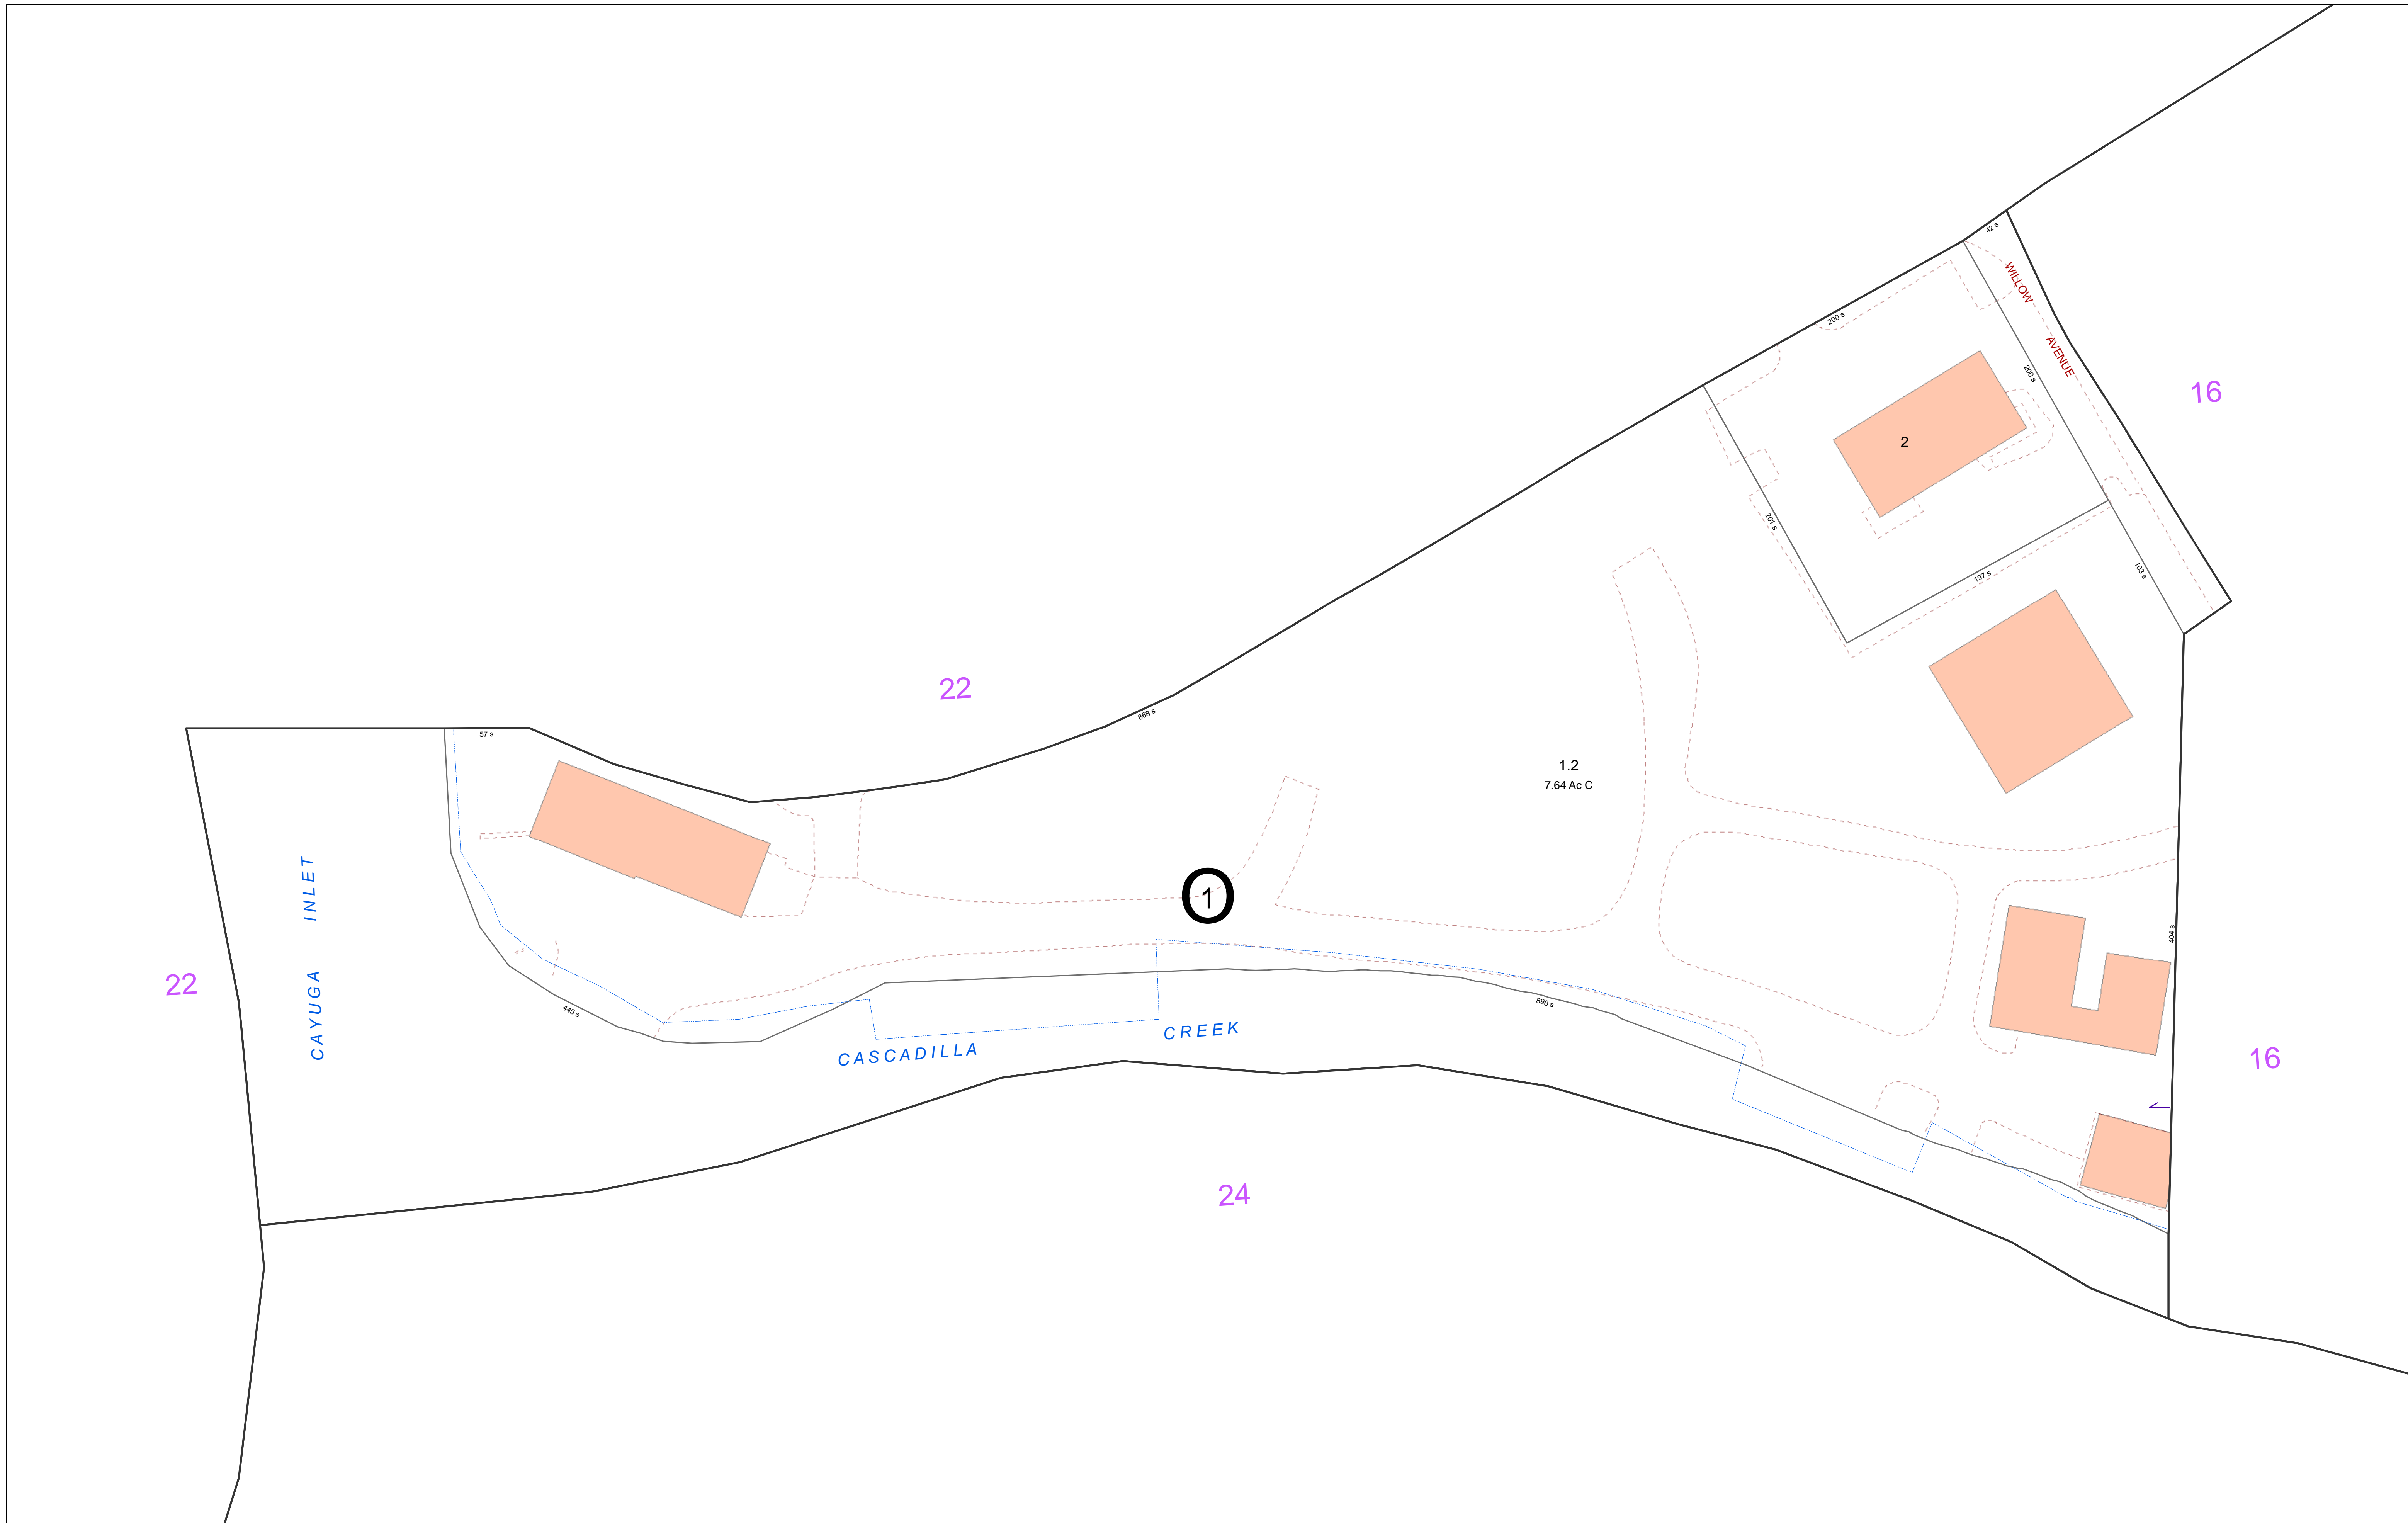 42 s
WILLOW
200 s
AVENUE
200 s
16
2
201 s
197 s
103 s
22
868 s
57 s
1.2
7.64 Ac C
1
CAYUGA INLET
404 s
22
445 s
898 s
CASCADILLA CREEK
16
24